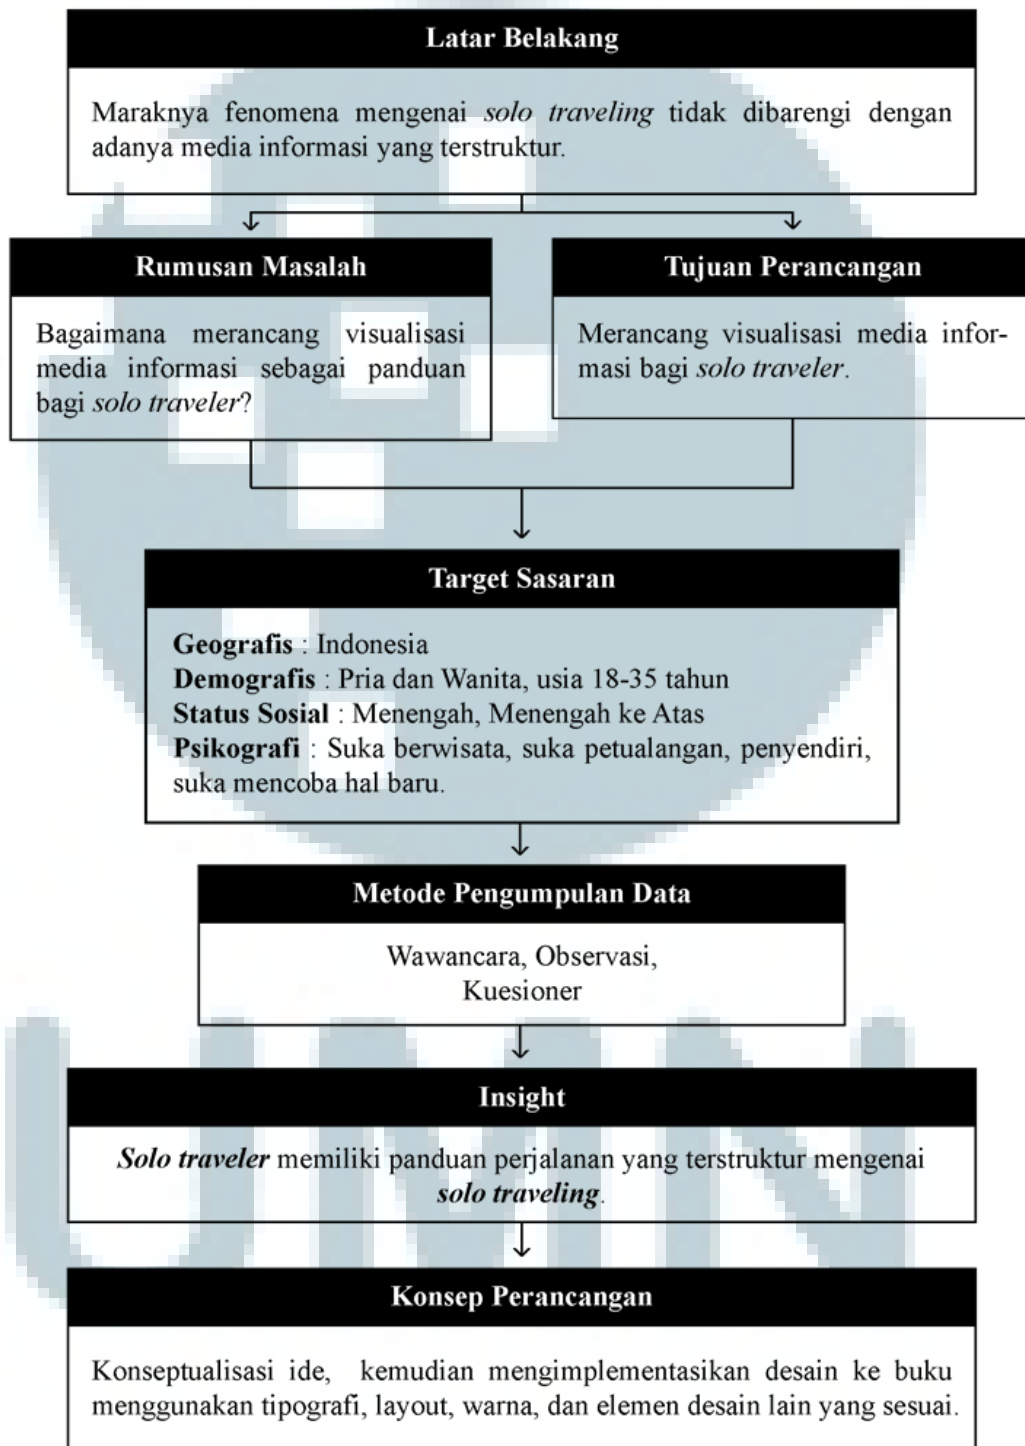 Latar Belakang
Maraknya fenomena mengenai solo traveling tidak dibarengi dengan
adanya media informasi yang terstruktur.
Rumusan Masalah
Bagaimana merancang visualisasi
media informasi sebagai panduan
bagi solo traveler?
Tujuan Perancangan
Merancang visualisasi media infor-
masi bagi solo traveler.
Target Sasaran
Geografis : Indonesia
Demografis : Pria dan Wanita, usia 18-35 tahun
Status Sosial : Menengah, Menengah ke Atas
Psikografi : Suka berwisata, suka petualangan, penyendiri,
suka mencoba hal baru.
Metode Pengumpulan Data
Wawancara, Observasi,
Kuesioner
Insight
Solo traveler memiliki panduan perjalanan yang terstruktur mengenai
solo traveling.
Konsep Perancangan
Konseptualisasi ide, kemudian mengimplementasikan desain ke buku
menggunakan tipografi, layout, warna, dan elemen desain lain yang sesuai.
UMN